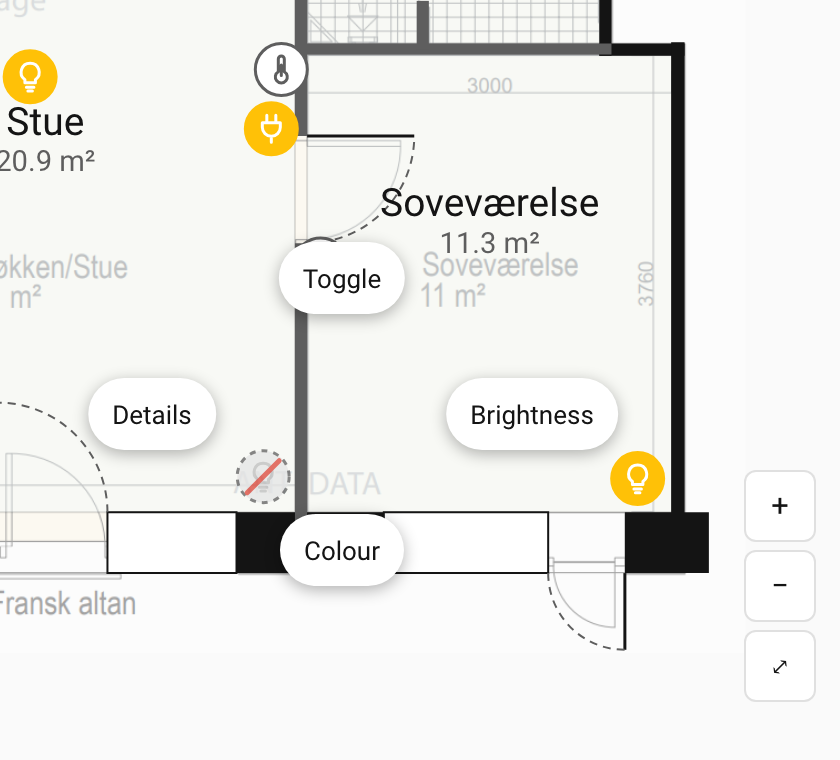 age
3000
Stue
20.9 m²
Soveværelse
11.3 m²
økken/Stue
m²
Soveværelse
11 m²
3760
Toggle
Details
Brightness
DATA
Colour
Fransk altan
+
−